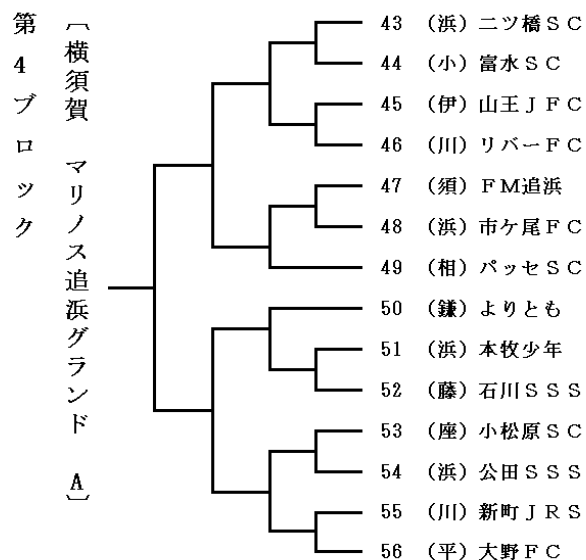 第４ブロック
〔横須賀　マリノス追浜グランド　Ａ〕
43 （浜）二ツ橋ＳＣ
44 （小）富水ＳＣ
45 （伊）山王ＪＦＣ
46 （川）リバーＦＣ
47 （須）ＦＭ追浜
48 （浜）市ケ尾ＦＣ
49 （相）パッセＳＣ
50 （鎌）よりとも
51 （浜）本牧少年
52 （藤）石川ＳＳＳ
53 （座）小松原ＳＣ
54 （浜）公田ＳＳＳ
55 （川）新町ＪＲＳ
56 （平）大野ＦＣ